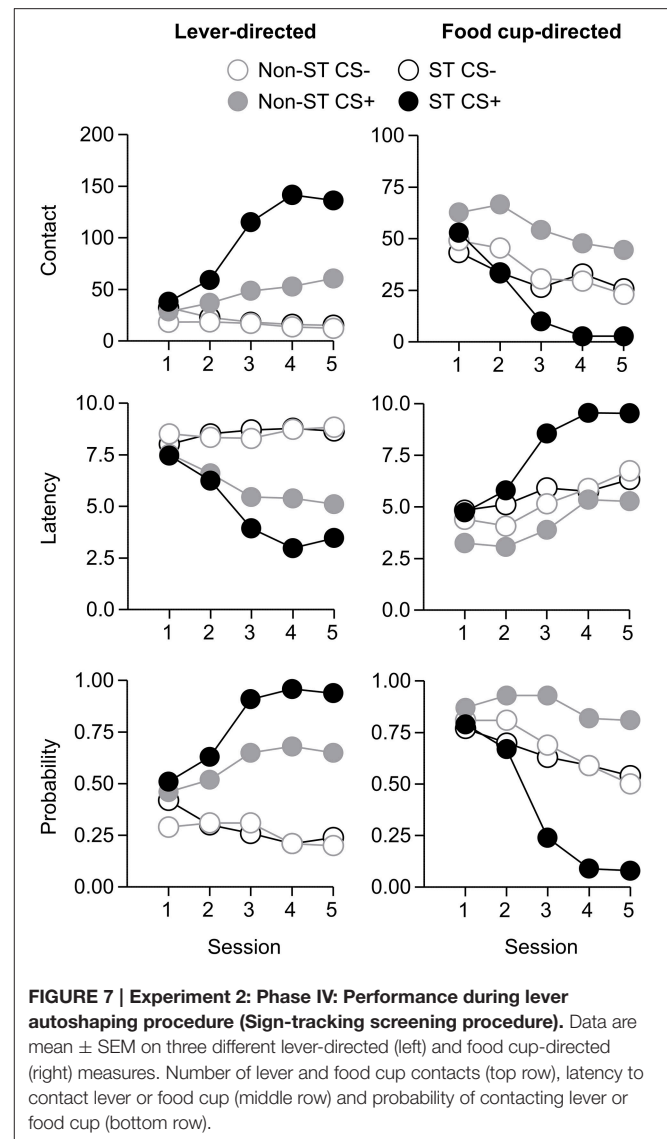 Lever-directed
Food cup-directed
Non-ST CS-
ST CS-
Non-ST CS+
ST CS+
Contact
200
150
100
50
0
1 2 3 4 5
100
75
50
25
0
1 2 3 4 5
Latency
10.0
7.5
5.0
2.5
0.0
1 2 3 4 5
10.0
7.5
5.0
2.5
0.0
1 2 3 4 5
Probability
1.00
0.75
0.50
0.25
0.00
1 2 3 4 5
Session
1.00
0.75
0.50
0.25
0.00
1 2 3 4 5
Session
FIGURE 7 | Experiment 2: Phase IV: Performance during lever
autoshaping procedure (Sign-tracking screening procedure). Data are
mean ± SEM on three different lever-directed (left) and food cup-directed
(right) measures. Number of lever and food cup contacts (top row), latency to
contact lever or food cup (middle row) and probability of contacting lever or
food cup (bottom row).